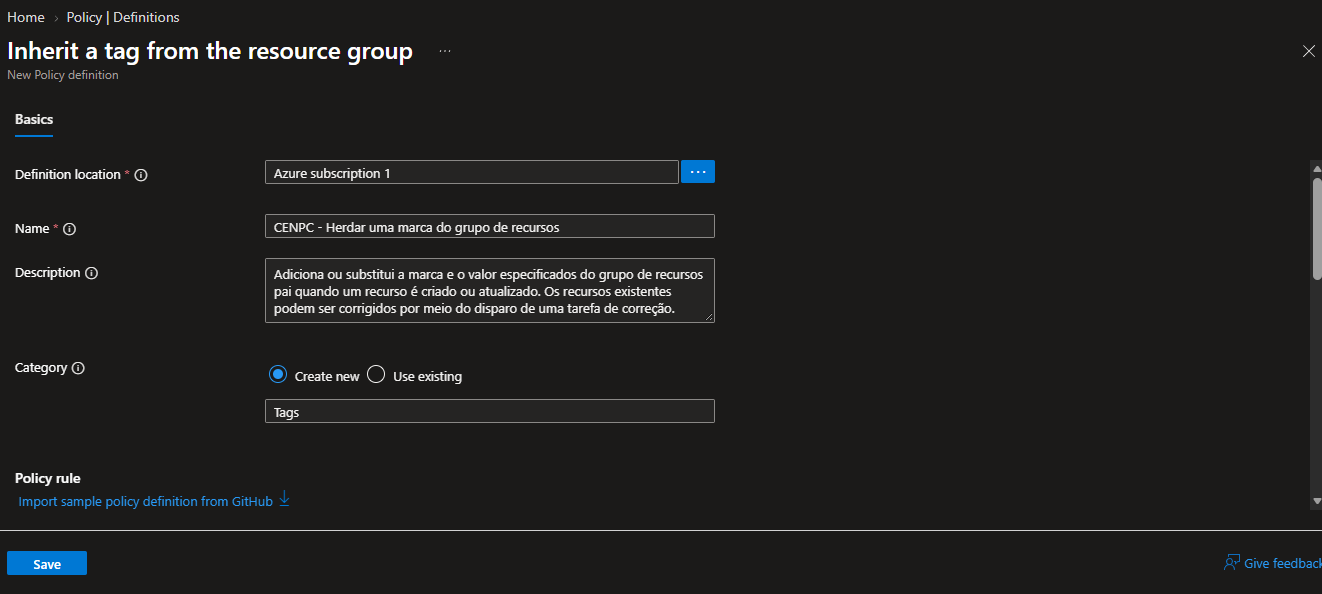 Home > Policy | Definitions
Inherit a tag from the resource group ...
New Policy definition
Basics
Definition location *
Azure subscription 1
...
Name *
CENPC - Herdar uma marca do grupo de recursos
Description
Adiciona ou substitui a marca e o valor especificados do grupo de recursos
pai quando um recurso é criado ou atualizado. Os recursos existentes
podem ser corrigidos por meio do disparo de uma tarefa de correção.
Category
Create new
Use existing
Tags
Policy rule
Import sample policy definition from GitHub
Save
Give feedback